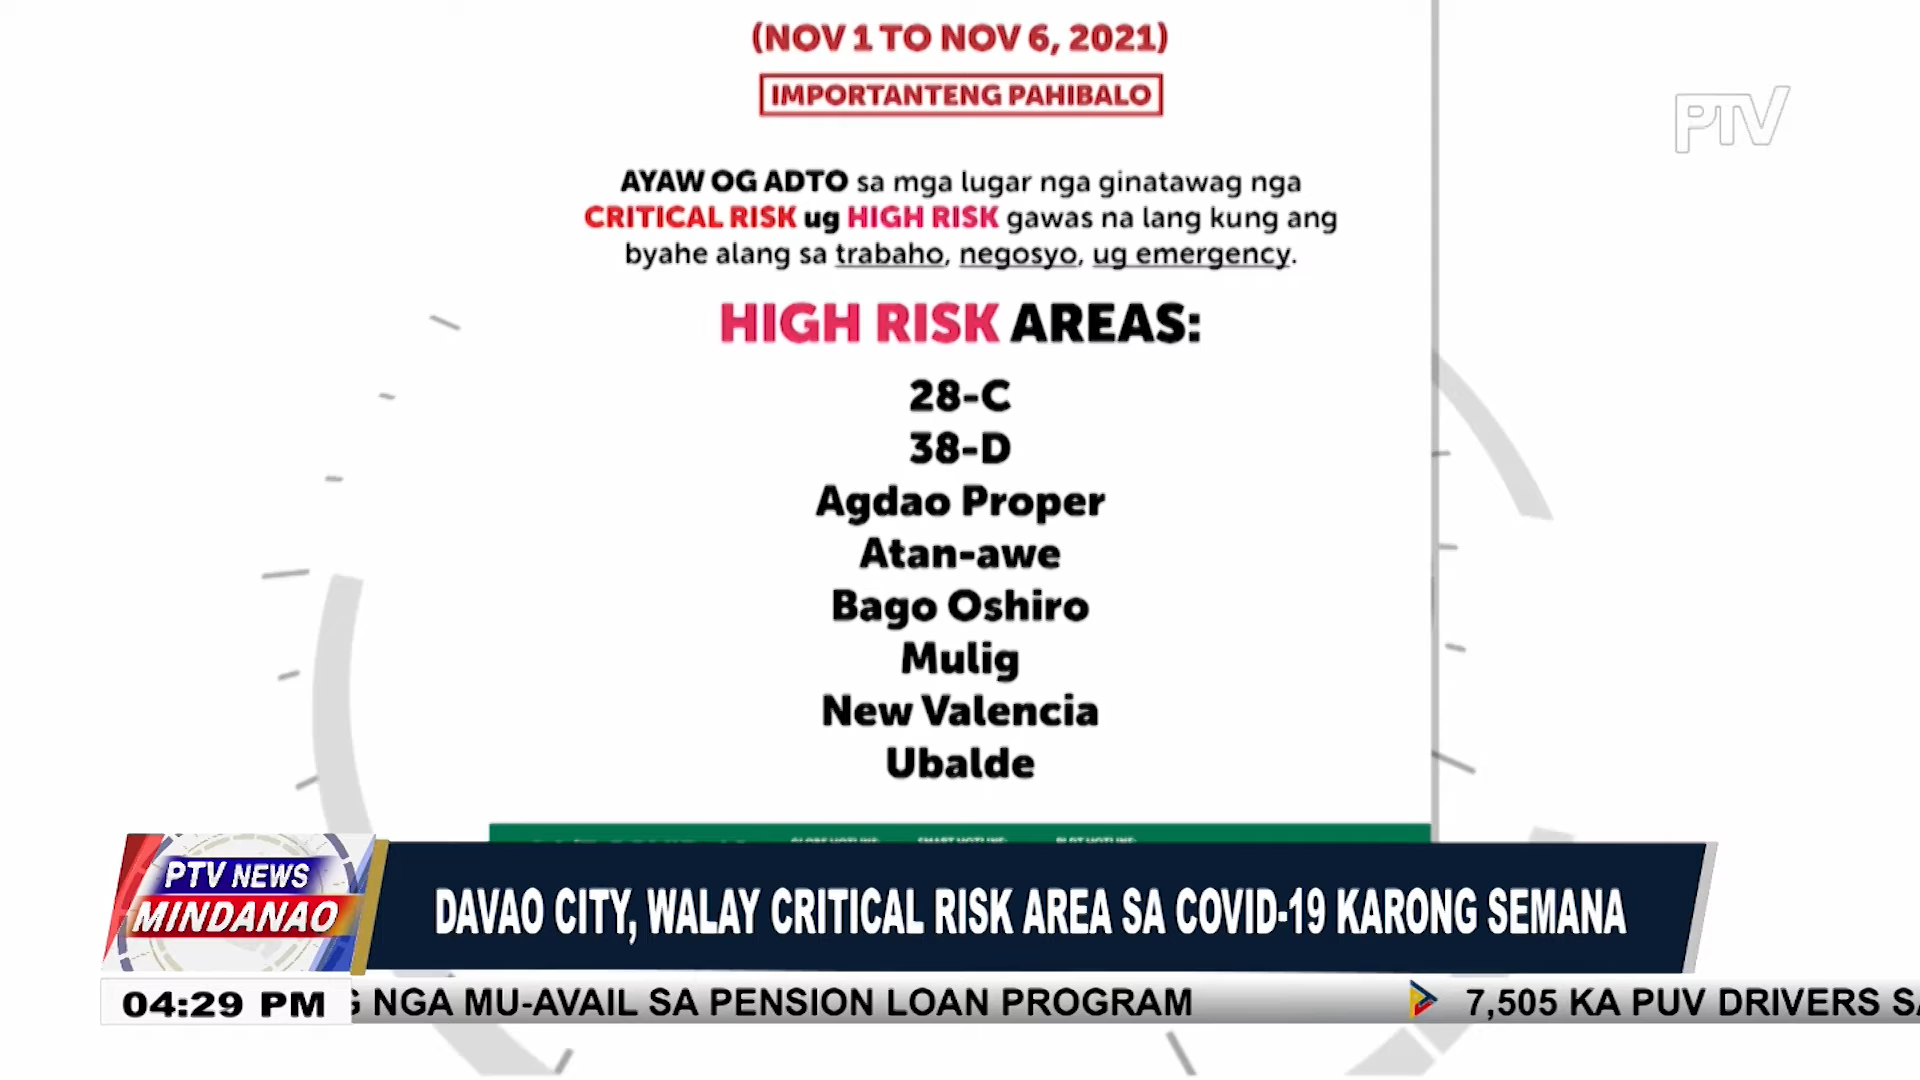 (NOV 1 TO NOV 6, 2021)
IMPORTANTENG PAHIBALO
PTV
AYAW OG ADTO sa mga lugar nga ginatawag nga
CRITICAL RISK ug HIGH RISK gawas na lang kung ang
byahe alang sa trabaho, negosyo, ug emergency.
HIGH RISK AREAS:
28-C
38-D
Agdao Proper
Atan-awe
Bago Oshiro
Mulig
New Valencia
Ubalde
PTV NEWS
MINDANAO
DAVAO CITY, WALAY CRITICAL RISK AREA SA COVID-19 KARONG SEMANA
04:29 PM
NGA MU-AVAIL SA PENSION LOAN PROGRAM
7,505 KA PUV DRIVERS